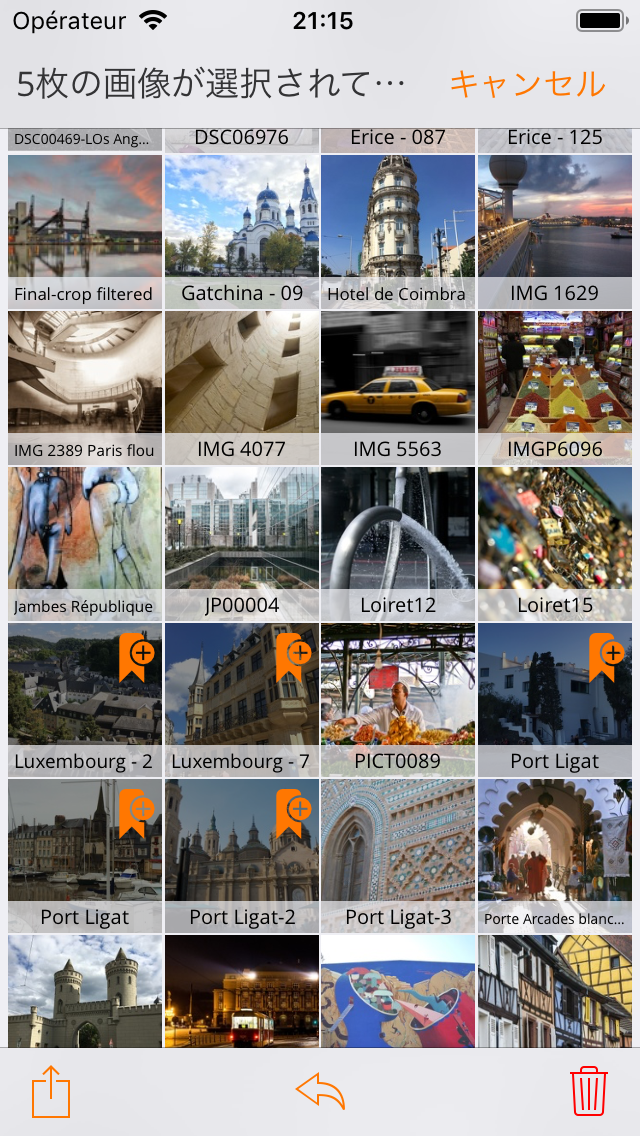 Opérateur 21:15
5枚の画像が選択されて… キャンセル
DSC00469-LOs Ang... DSC06976 Erice - 087 Erice - 125
Final-crop filtered Gatchina - 09 Hotel de Coimbra IMG 1629
IMG 2389 Paris flou IMG 4077 IMG 5563 IMGP6096
Jambes République JP00004 Loiret12 Loiret15
Luxembourg - 2 Luxembourg - 7 PICT0089 Port Ligat
Port Ligat Port Ligat-2 Port Ligat-3 Porte Arcades blanc...